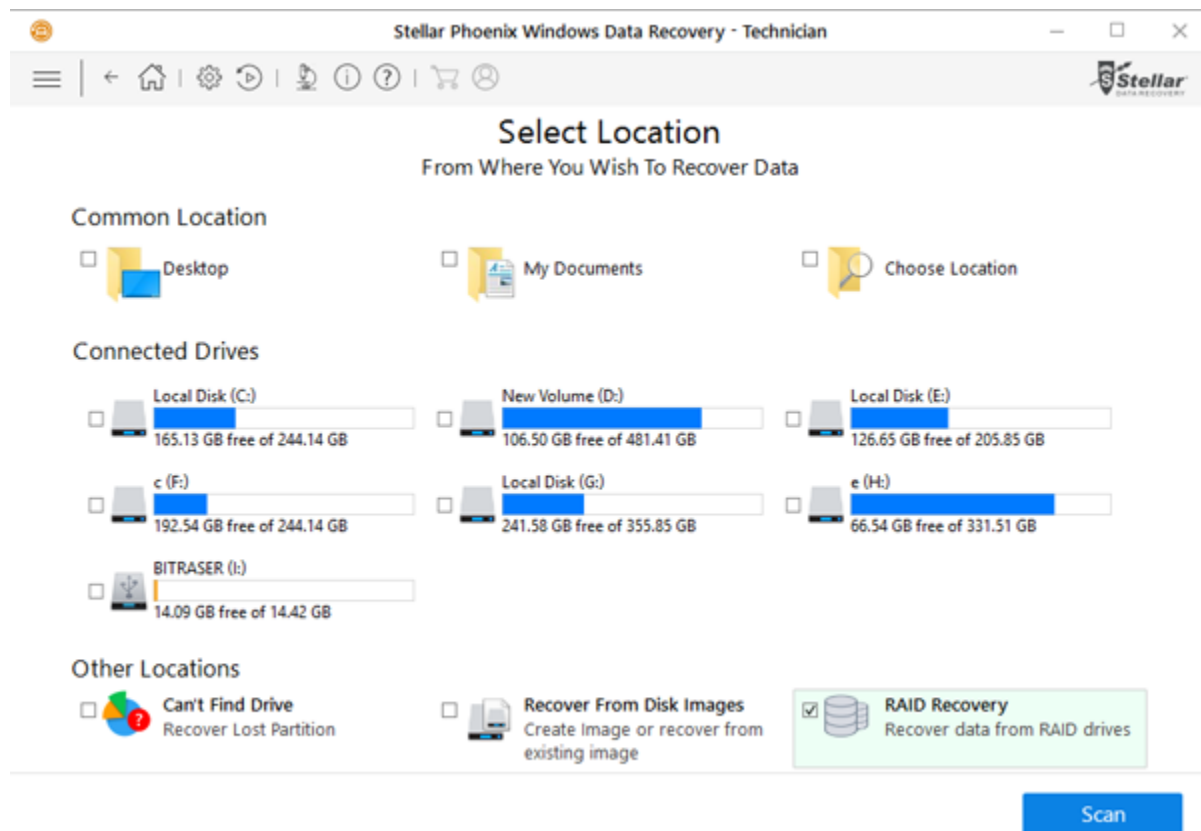 Stellar Phoenix Windows Data Recovery - Technician
Stellar
DATA RECOVERY
Select Location
From Where You Wish To Recover Data
Common Location
Desktop
My Documents
Choose Location
Connected Drives
Local Disk (C:)
165.13 GB free of 244.14 GB
New Volume (D:)
106.50 GB free of 481.41 GB
Local Disk (E:)
126.65 GB free of 205.85 GB
c (F:)
192.54 GB free of 244.14 GB
Local Disk (G:)
241.58 GB free of 355.85 GB
e (H:)
66.54 GB free of 331.51 GB
BITRASER (I:)
14.09 GB free of 14.42 GB
Other Locations
Can't Find Drive
Recover Lost Partition
Recover From Disk Images
Create Image or recover from
existing image
RAID Recovery
Recover data from RAID drives
Scan